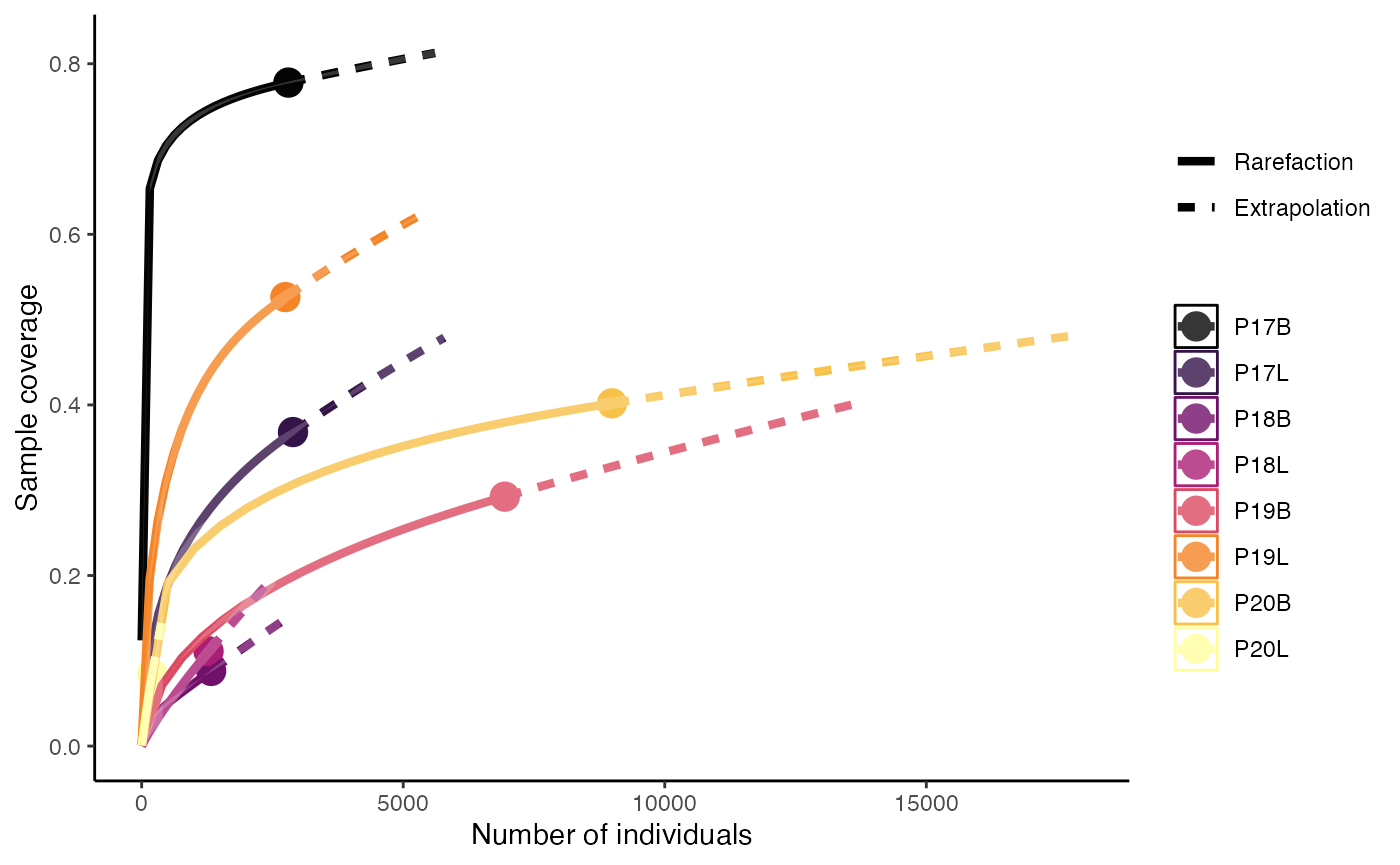 0.8
0.6
0.4
0.2
0.0
Sample coverage
0
5000
10000
15000
Number of individuals
Rarefaction
Extrapolation
P17B
P17L
P18B
P18L
P19B
P19L
P20B
P20L